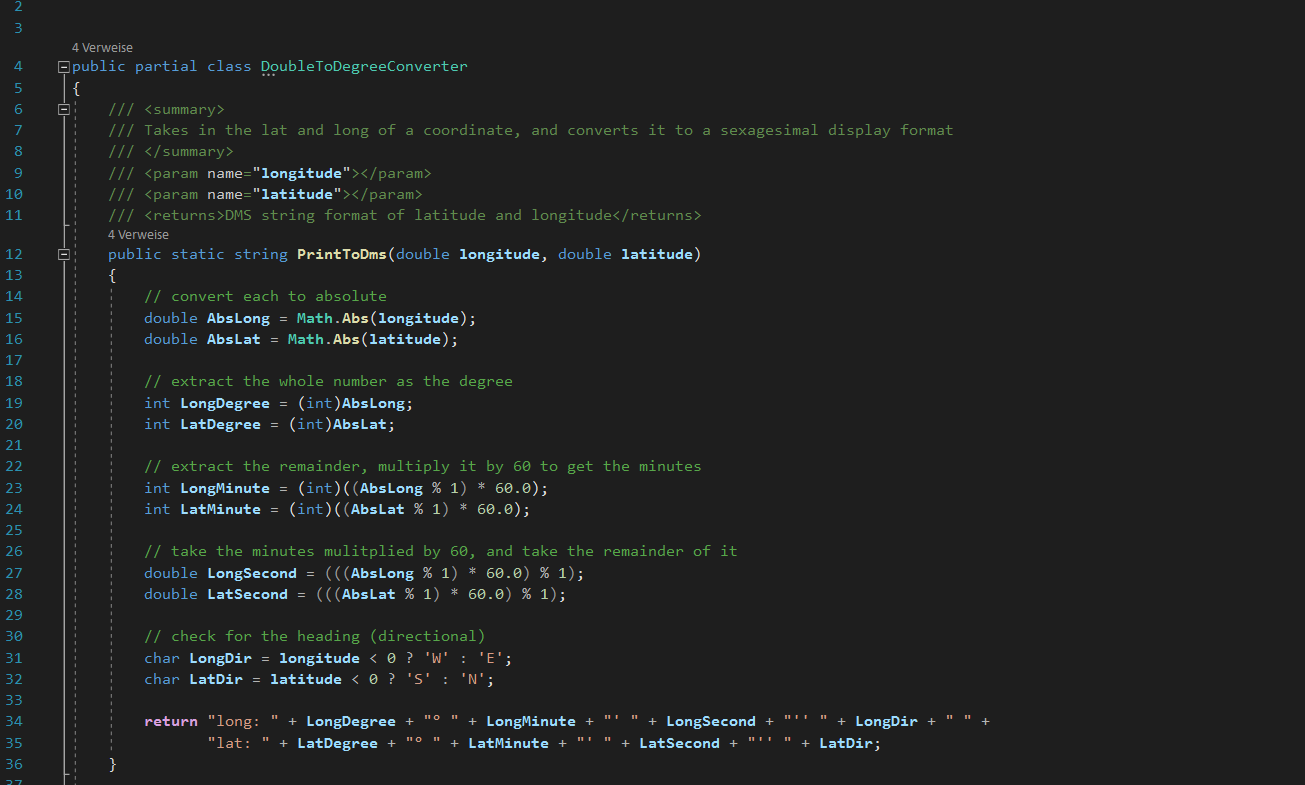 2
3
4 Verweise
4 public partial class DoubleToDegreeConverter
5 {
6 /// <summary>
7 /// Takes in the lat and long of a coordinate, and converts it to a sexagesimal display format
8 /// </summary>
9 /// <param name="longitude"></param>
10 /// <param name="latitude"></param>
11 /// <returns>DMS string format of latitude and longitude</returns>
4 Verweise
12 public static string PrintToDms(double longitude, double latitude)
13 {
14 // convert each to absolute
15 double AbsLong = Math.Abs(longitude);
16 double AbsLat = Math.Abs(latitude);
17
18 // extract the whole number as the degree
19 int LongDegree = (int)AbsLong;
20 int LatDegree = (int)AbsLat;
21
22 // extract the remainder, multiply it by 60 to get the minutes
23 int LongMinute = (int)((AbsLong % 1) * 60.0);
24 int LatMinute = (int)((AbsLat % 1) * 60.0);
25
26 // take the minutes mulitplied by 60, and take the remainder of it
27 double LongSecond = (((AbsLong % 1) * 60.0) % 1);
28 double LatSecond = (((AbsLat % 1) * 60.0) % 1);
29
30 // check for the heading (directional)
31 char LongDir = longitude < 0 ? 'W' : 'E';
32 char LatDir = latitude < 0 ? 'S' : 'N';
33
34 return "long: " + LongDegree + "° " + LongMinute + "' " + LongSecond + "'' " + LongDir + " " +
35 "lat: " + LatDegree + "° " + LatMinute + "' " + LatSecond + "'' " + LatDir;
36 }
37